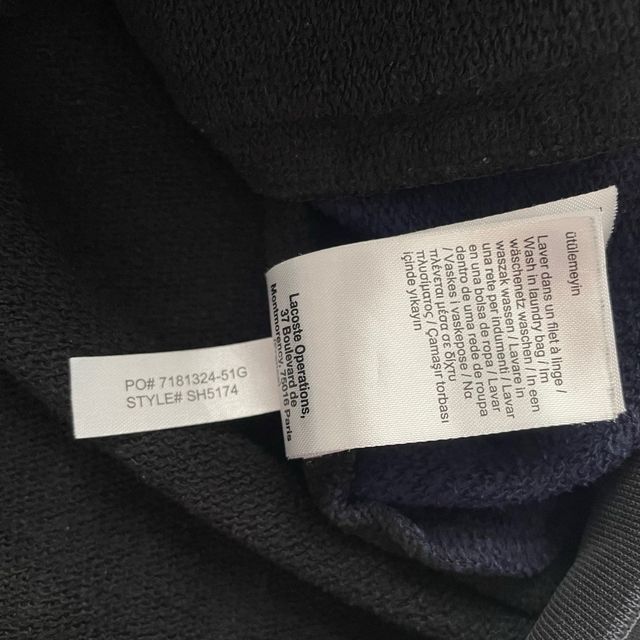 PO# 7181324-51G
STYLE# SH5174
Lacoste Operations,
37 Boulevard de
Montmorency, 75016 Paris
ütülemeyin
Laver dans un filet à linge /
Wash in laundry bag / Im
wäschenetz waschen / In een
waszak wassen / Lavare in
una rete per indumenti / Lavar
en una bolsa de ropa / Lavar
dentro de uma rede de roupa
/ Vaskes i vaskepose / Να
πλένεται μέσα σε δίχτυ
πλυσίματος / Çamaşır torbası
içinde yıkayın